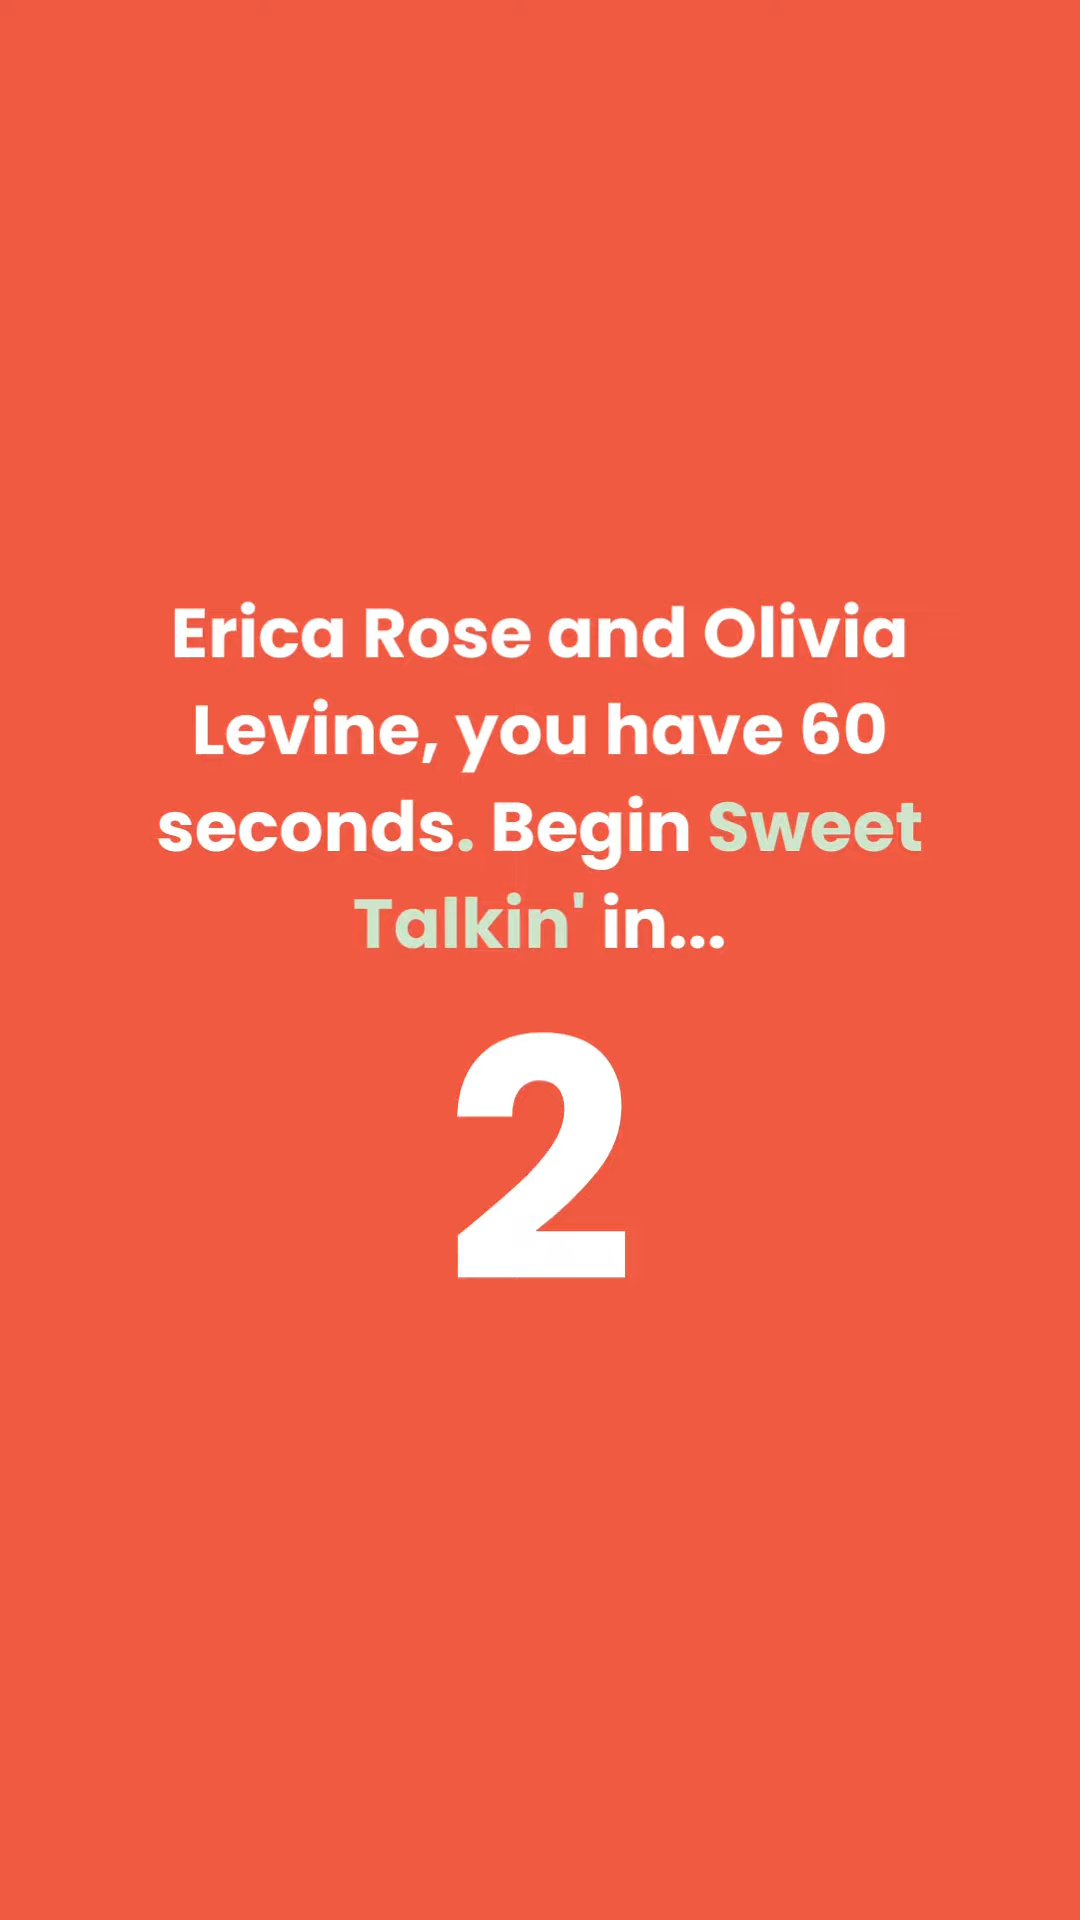 Erica Rose and Olivia
Levine, you have 60
seconds. Begin Sweet
Talkin' in...
2